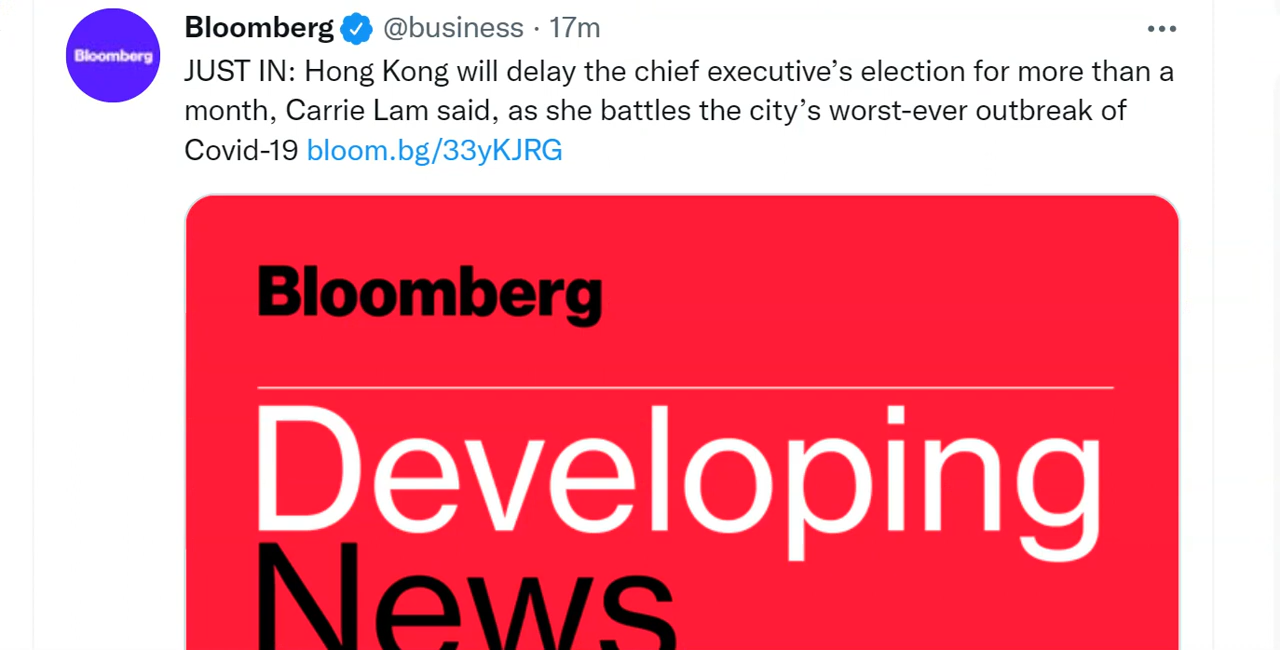 Bloomberg
Bloomberg @business · 17m
JUST IN: Hong Kong will delay the chief executive’s election for more than a
month, Carrie Lam said, as she battles the city’s worst-ever outbreak of
Covid-19 bloom.bg/33yKJRG
Bloomberg
Developing
News